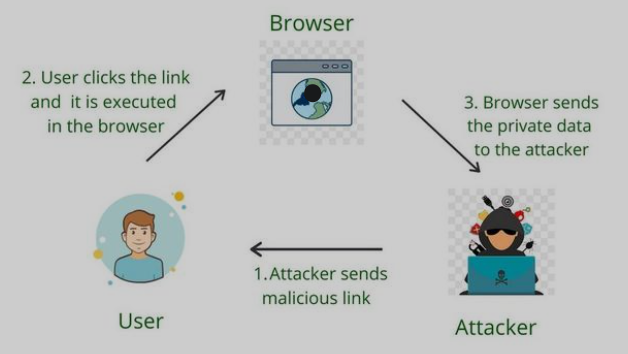 Browser
2. User clicks the link
and it is executed
in the browser
3. Browser sends
the private data
to the attacker
1.Attacker sends
malicious link
User
Attacker